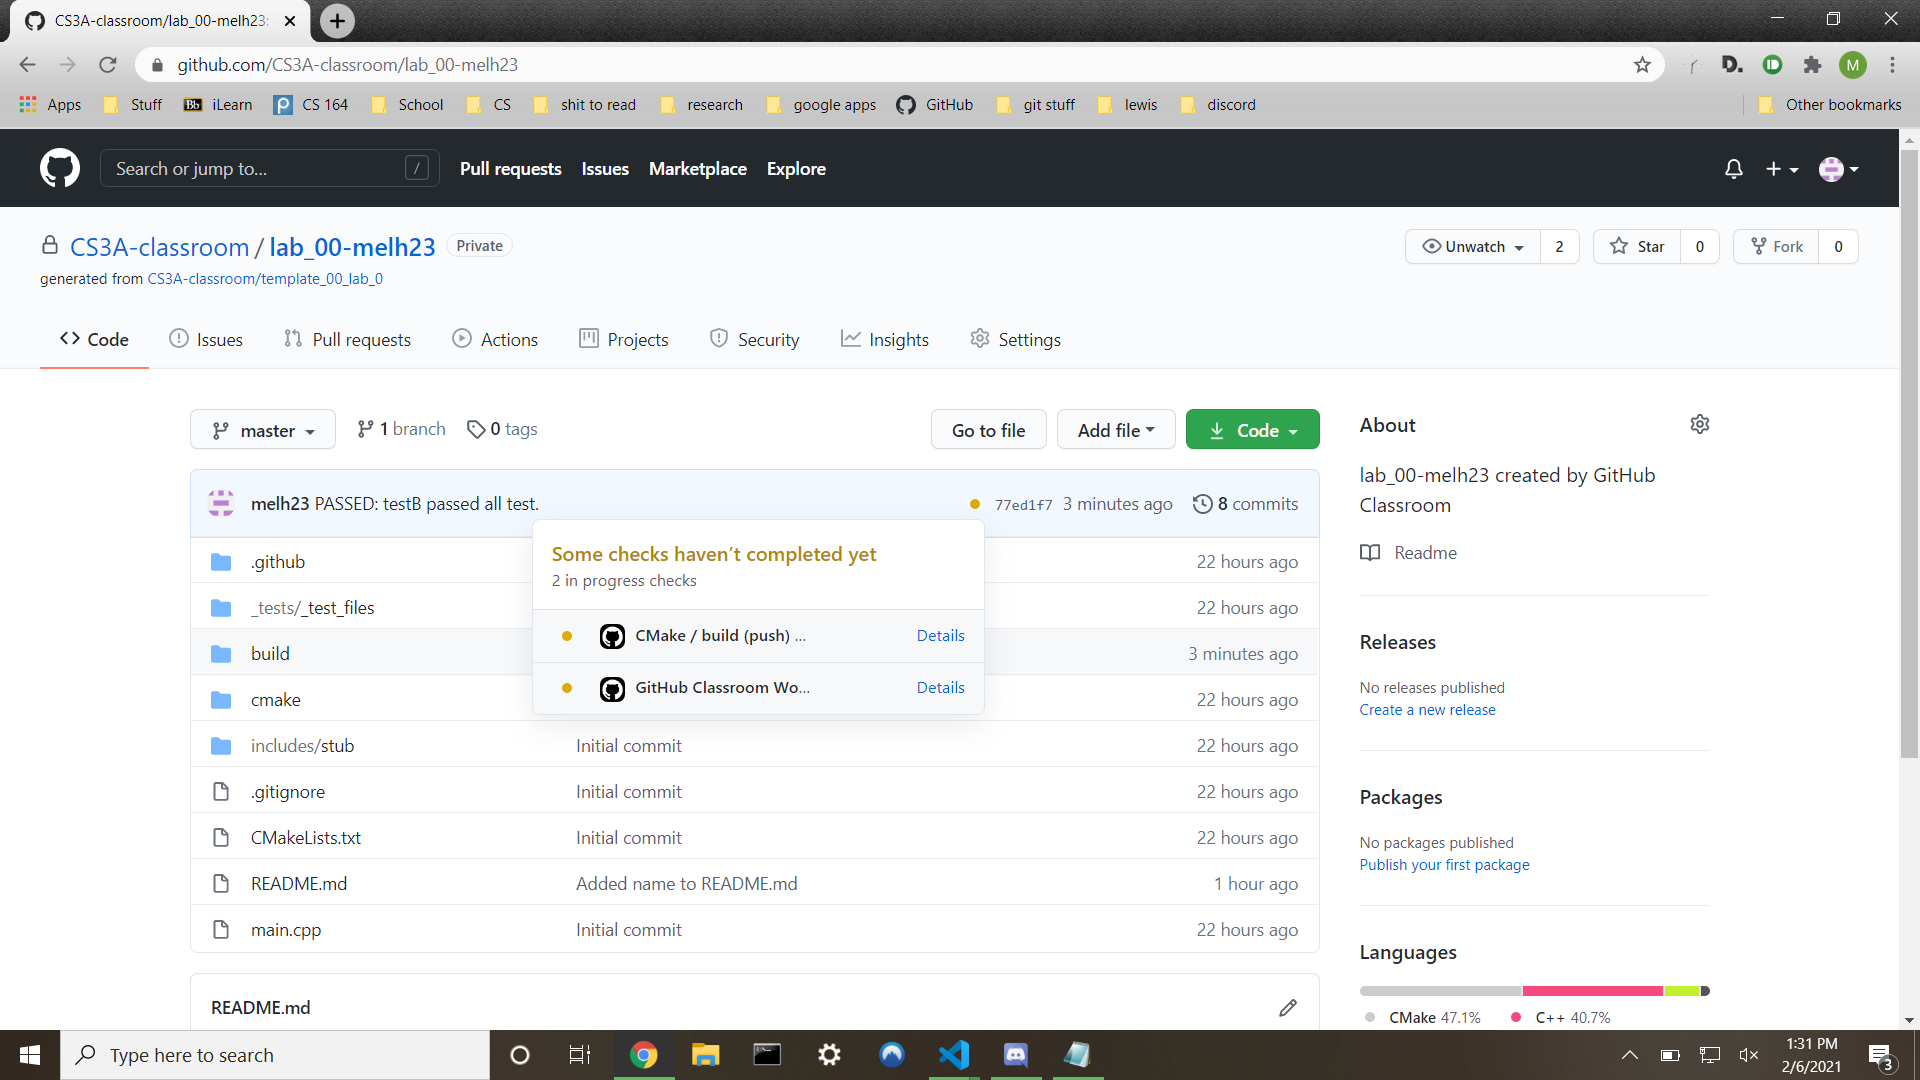 CS3A-classroom/lab_00-melh23:
github.com/CS3A-classroom/lab_00-melh23
D.
M
Apps
Stuff
Bb iLearn
CS 164
School
CS
shit to read
research
google apps
GitHub
git stuff
lewis
discord
Other bookmarks
Search or jump to...
/
Pull requests
Issues
Marketplace
Explore
CS3A-classroom / lab_00-melh23
Private
generated from CS3A-classroom/template_00_lab_0
Unwatch 2
Star 0
Fork 0
Code
Issues
Pull requests
Actions
Projects
Security
Insights
Settings
master
1 branch
0 tags
Go to file
Add file
Code
melh23 PASSED: testB passed all test.
77ed1f7 3 minutes ago
8 commits
Some checks haven’t completed yet
2 in progress checks
CMake / build (push) ...
Details
GitHub Classroom Wo...
Details
.github
22 hours ago
_tests/_test_files
22 hours ago
build
3 minutes ago
cmake
22 hours ago
includes/stub
Initial commit
22 hours ago
.gitignore
Initial commit
22 hours ago
CMakeLists.txt
Initial commit
22 hours ago
README.md
Added name to README.md
1 hour ago
main.cpp
Initial commit
22 hours ago
README.md
About
lab_00-melh23 created by GitHub
Classroom
Readme
Releases
No releases published
Create a new release
Packages
No packages published
Publish your first package
Languages
CMake 47.1%
C++ 40.7%
Type here to search
1:31 PM
2/6/2021
3